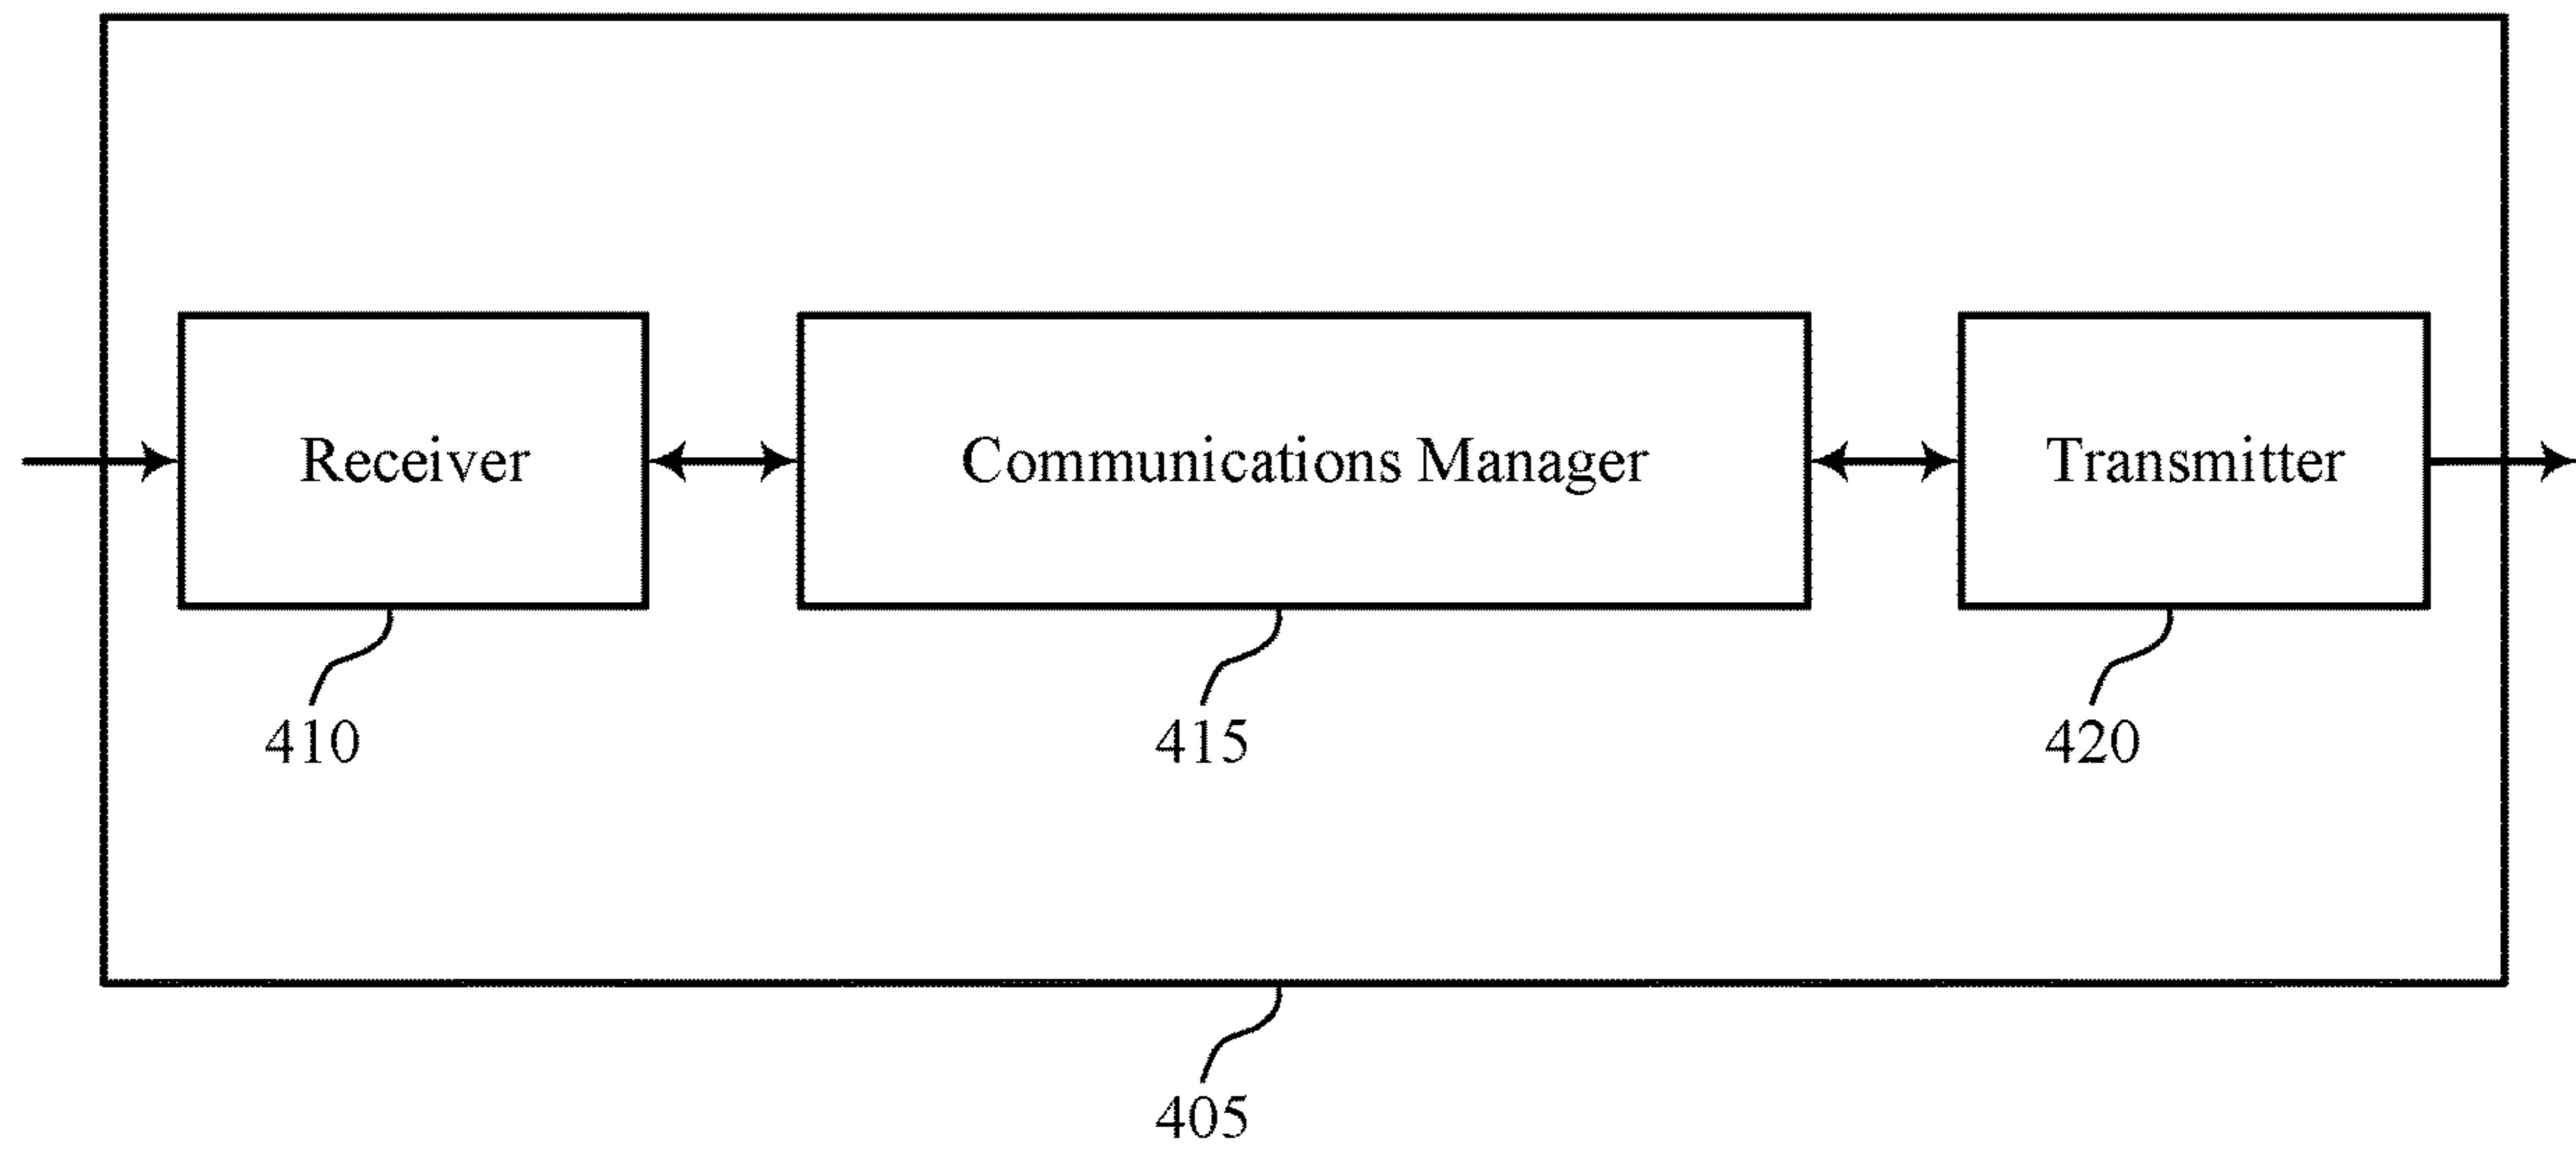 Receiver
Communications Manager
Transmitter
410
415
420
405